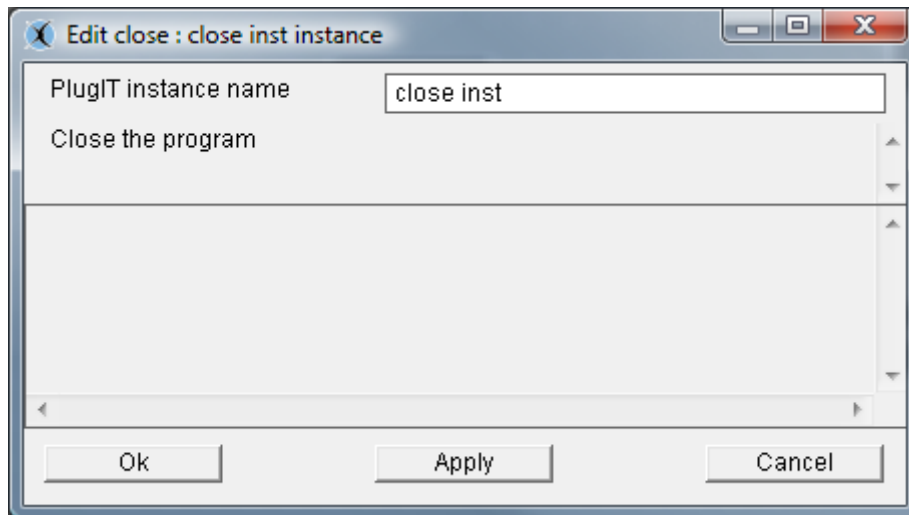 Edit close : close inst instance
PlugIT instance name
close inst
Close the program
Ok
Apply
Cancel